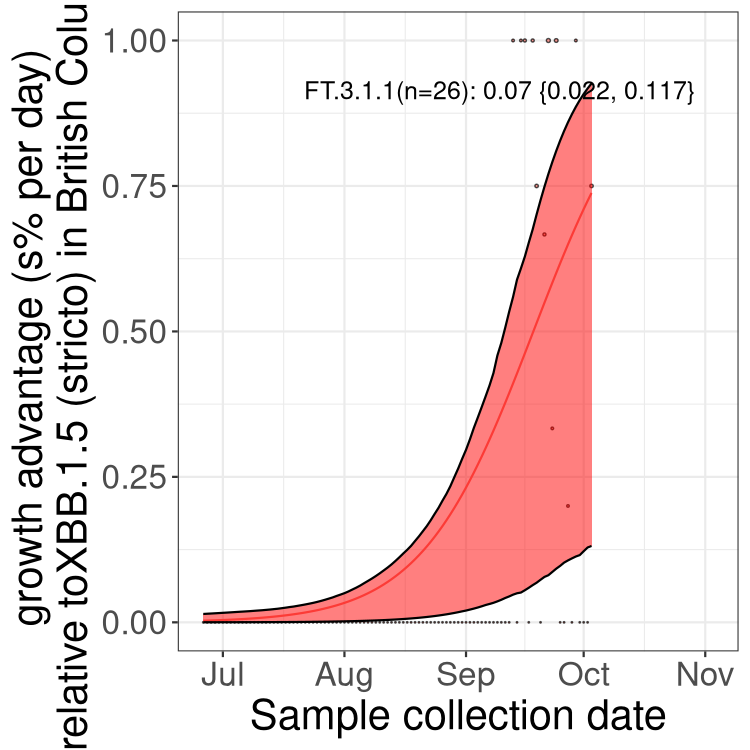 growth advantage (s% per day)
relative toXBB.1.5 (stricto) in British Colu
1.00
0.75
0.50
0.25
0.00
FT.3.1.1(n=26): 0.07 {0.022, 0.117}
Jul Aug Sep Oct Nov
Sample collection date